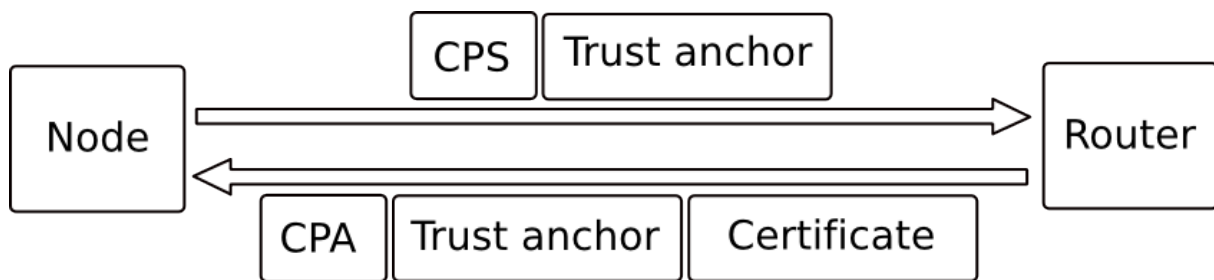 CPS Trust anchor
Node
Router
CPA Trust anchor Certificate